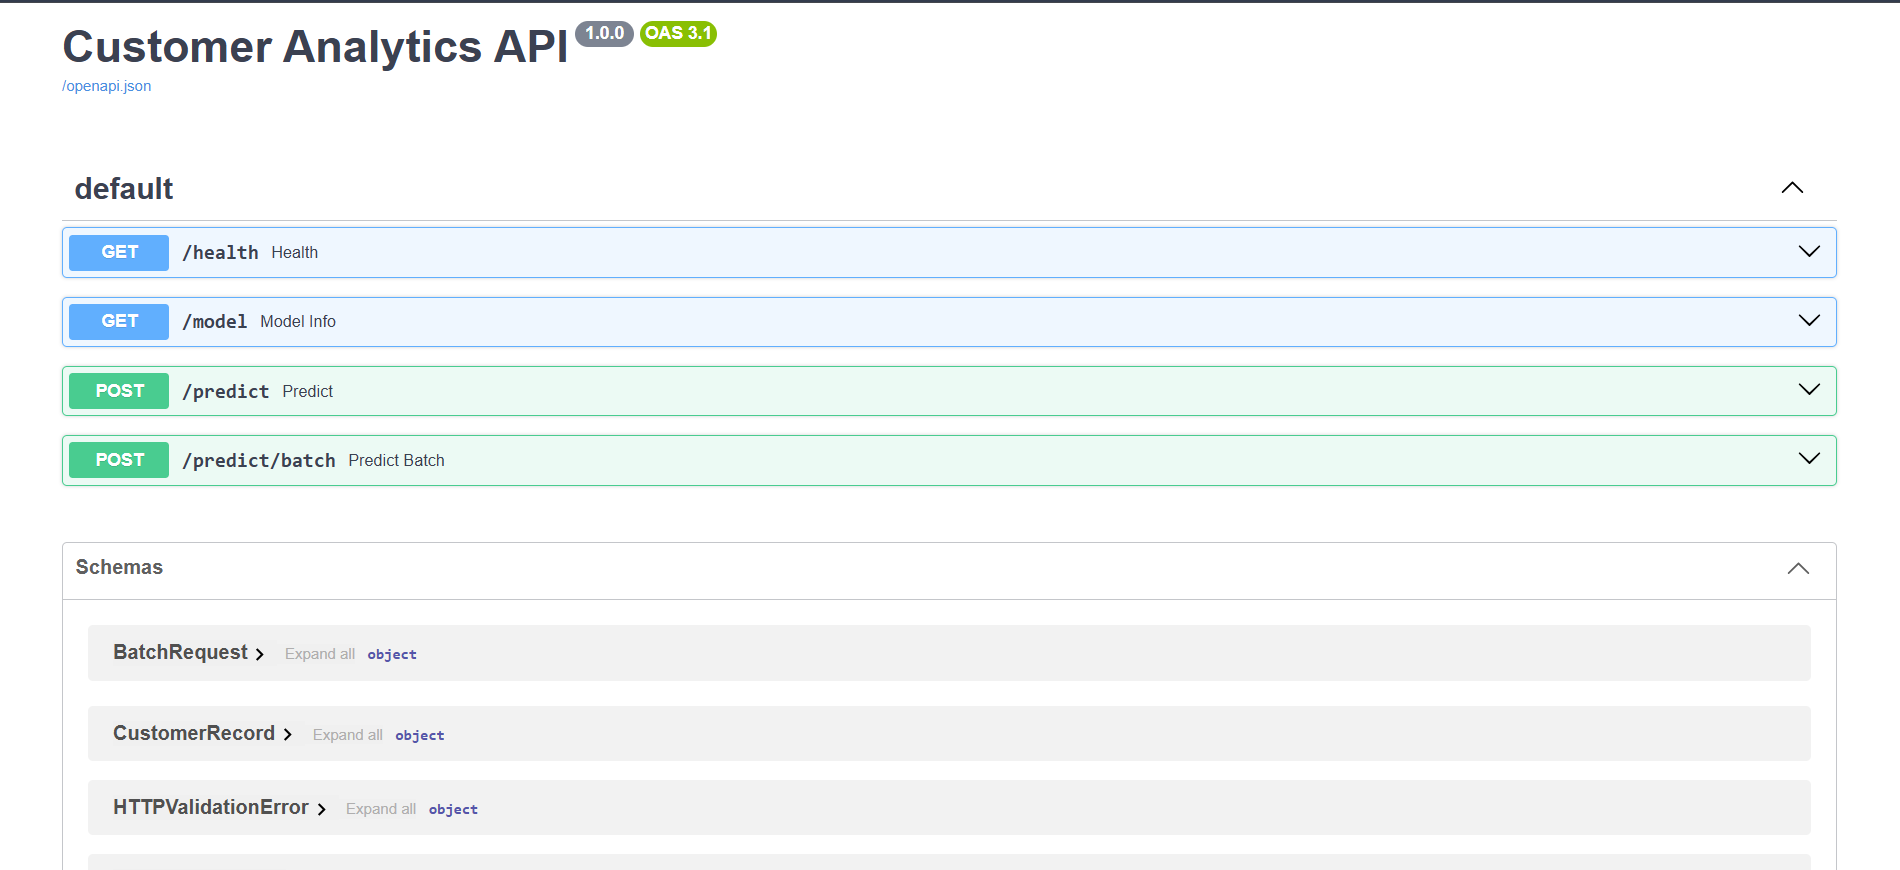 Customer Analytics API 1.0.0 OAS 3.1
/openapi.json
default
GET /health Health
GET /model Model Info
POST /predict Predict
POST /predict/batch Predict Batch
Schemas
BatchRequest Expand all object
CustomerRecord Expand all object
HTTPValidationError Expand all object